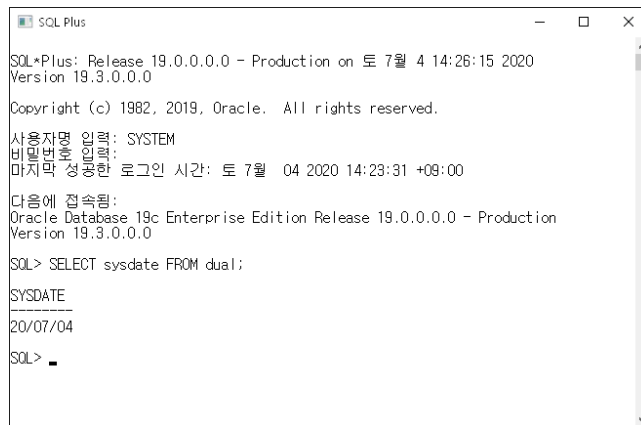 SQL Plus
SQL*Plus: Release 19.0.0.0.0 - Production on 토 7월 4 14:26:15 2020
Version 19.3.0.0.0
Copyright (c) 1982, 2019, Oracle.  All rights reserved.
사용자명 입력: SYSTEM
비밀번호 입력:
마지막 성공한 로그인 시간: 토 7월  04 2020 14:23:31 +09:00
다음에 접속됨:
Oracle Database 19c Enterprise Edition Release 19.0.0.0.0 - Production
Version 19.3.0.0.0
SQL> SELECT sysdate FROM dual;
SYSDATE
--------
20/07/04
SQL>